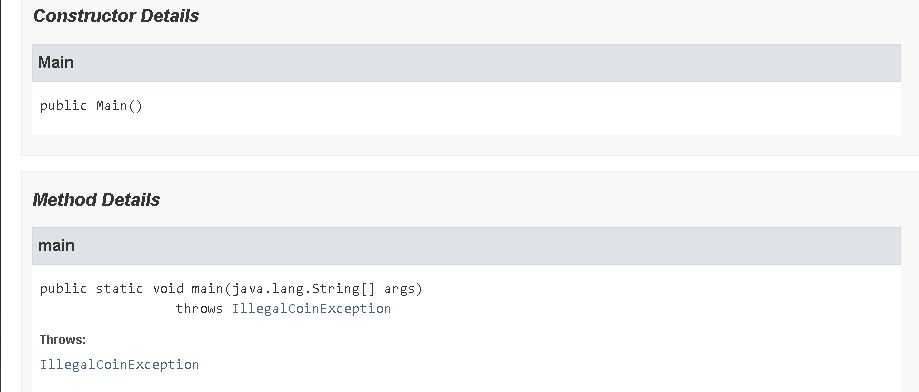 Constructor Details
Main
public Main()
Method Details
main
public static void main(java.lang.String[] args)
throws IllegalCoinException
Throws:
IllegalCoinException